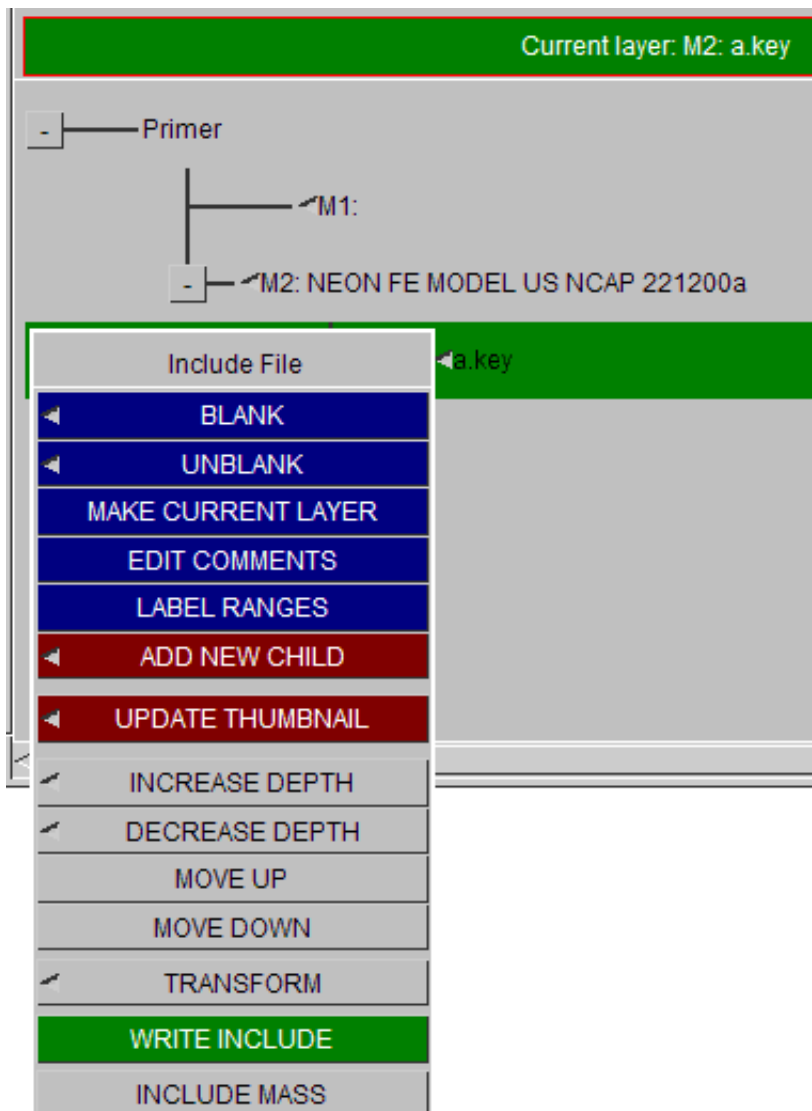 Current layer: M2: a.key
Primer
M1:
M2: NEON FE MODEL US NCAP 221200a
a.key
Include File
BLANK
UNBLANK
MAKE CURRENT LAYER
EDIT COMMENTS
LABEL RANGES
ADD NEW CHILD
UPDATE THUMBNAIL
INCREASE DEPTH
DECREASE DEPTH
MOVE UP
MOVE DOWN
TRANSFORM
WRITE INCLUDE
INCLUDE MASS